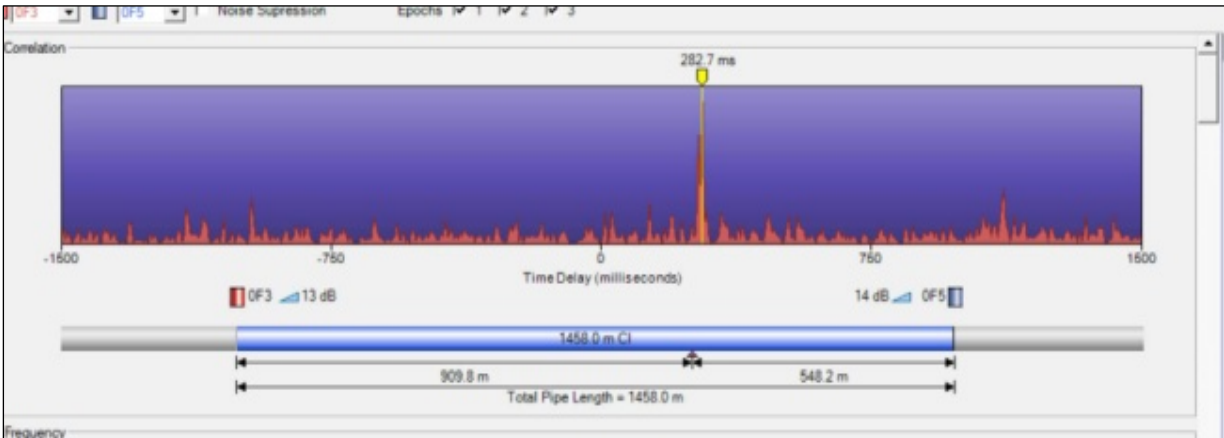 0F3 0F5 Noise Supression Epochs 1 2 3
Correlation
282.7 ms
-1500 -750 0 750 1500
Time Delay (milliseconds)
0F3 13 dB 14 dB 0F5
1458.0 m CI
909.8 m 548.2 m
Total Pipe Length = 1458.0 m
Frequency